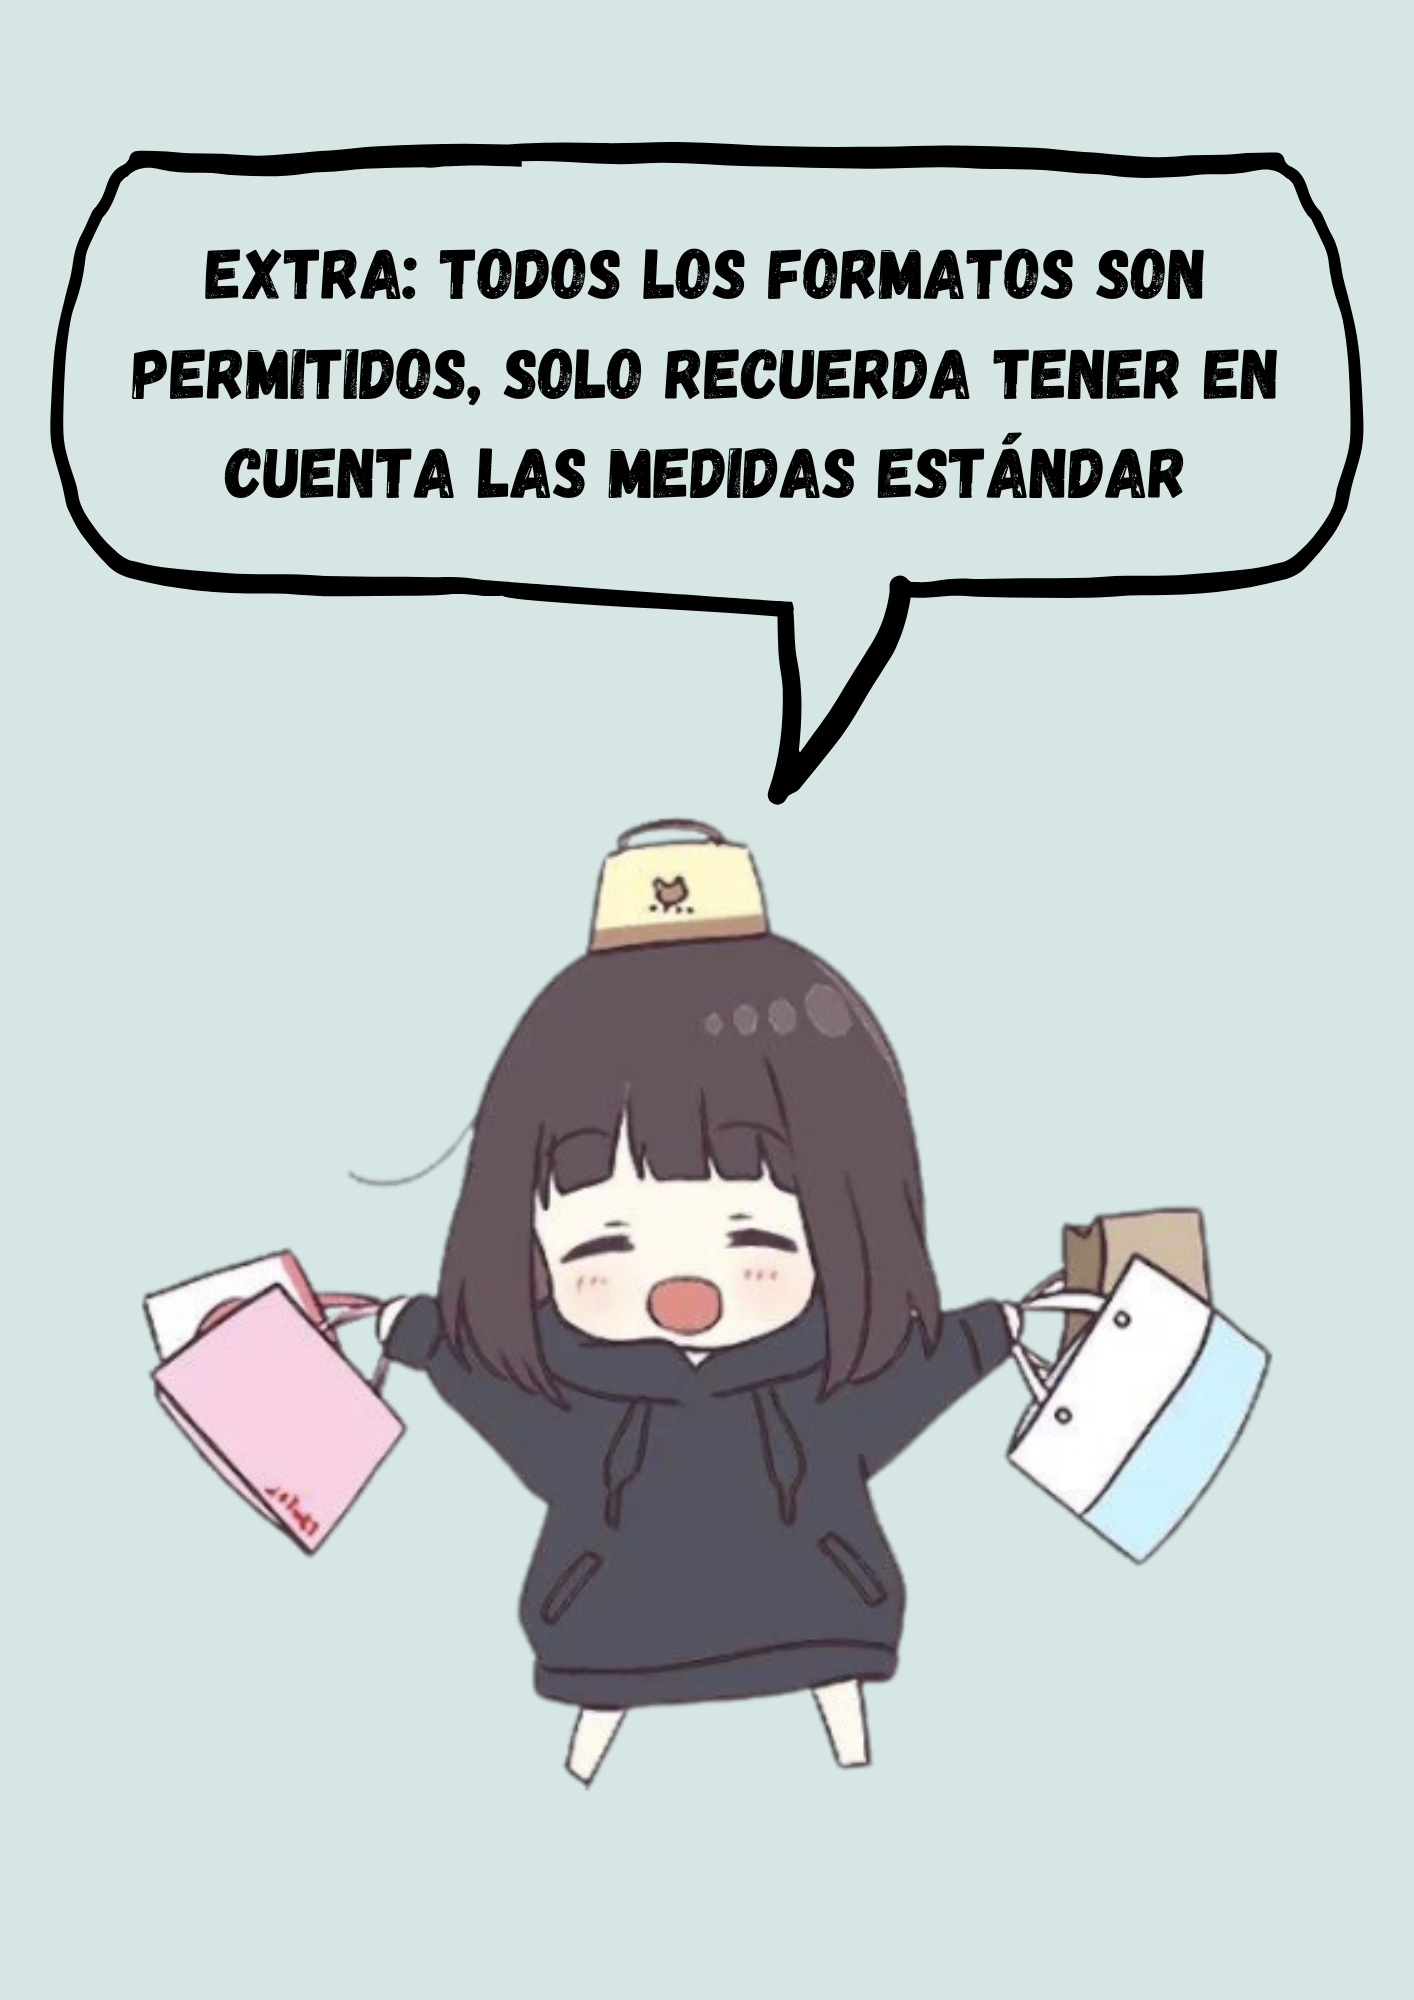 EXTRA: TODOS LOS FORMATOS SON
PERMITIDOS, SOLO RECUERDA TENER EN
CUENTA LAS MEDIDAS ESTÁNDAR